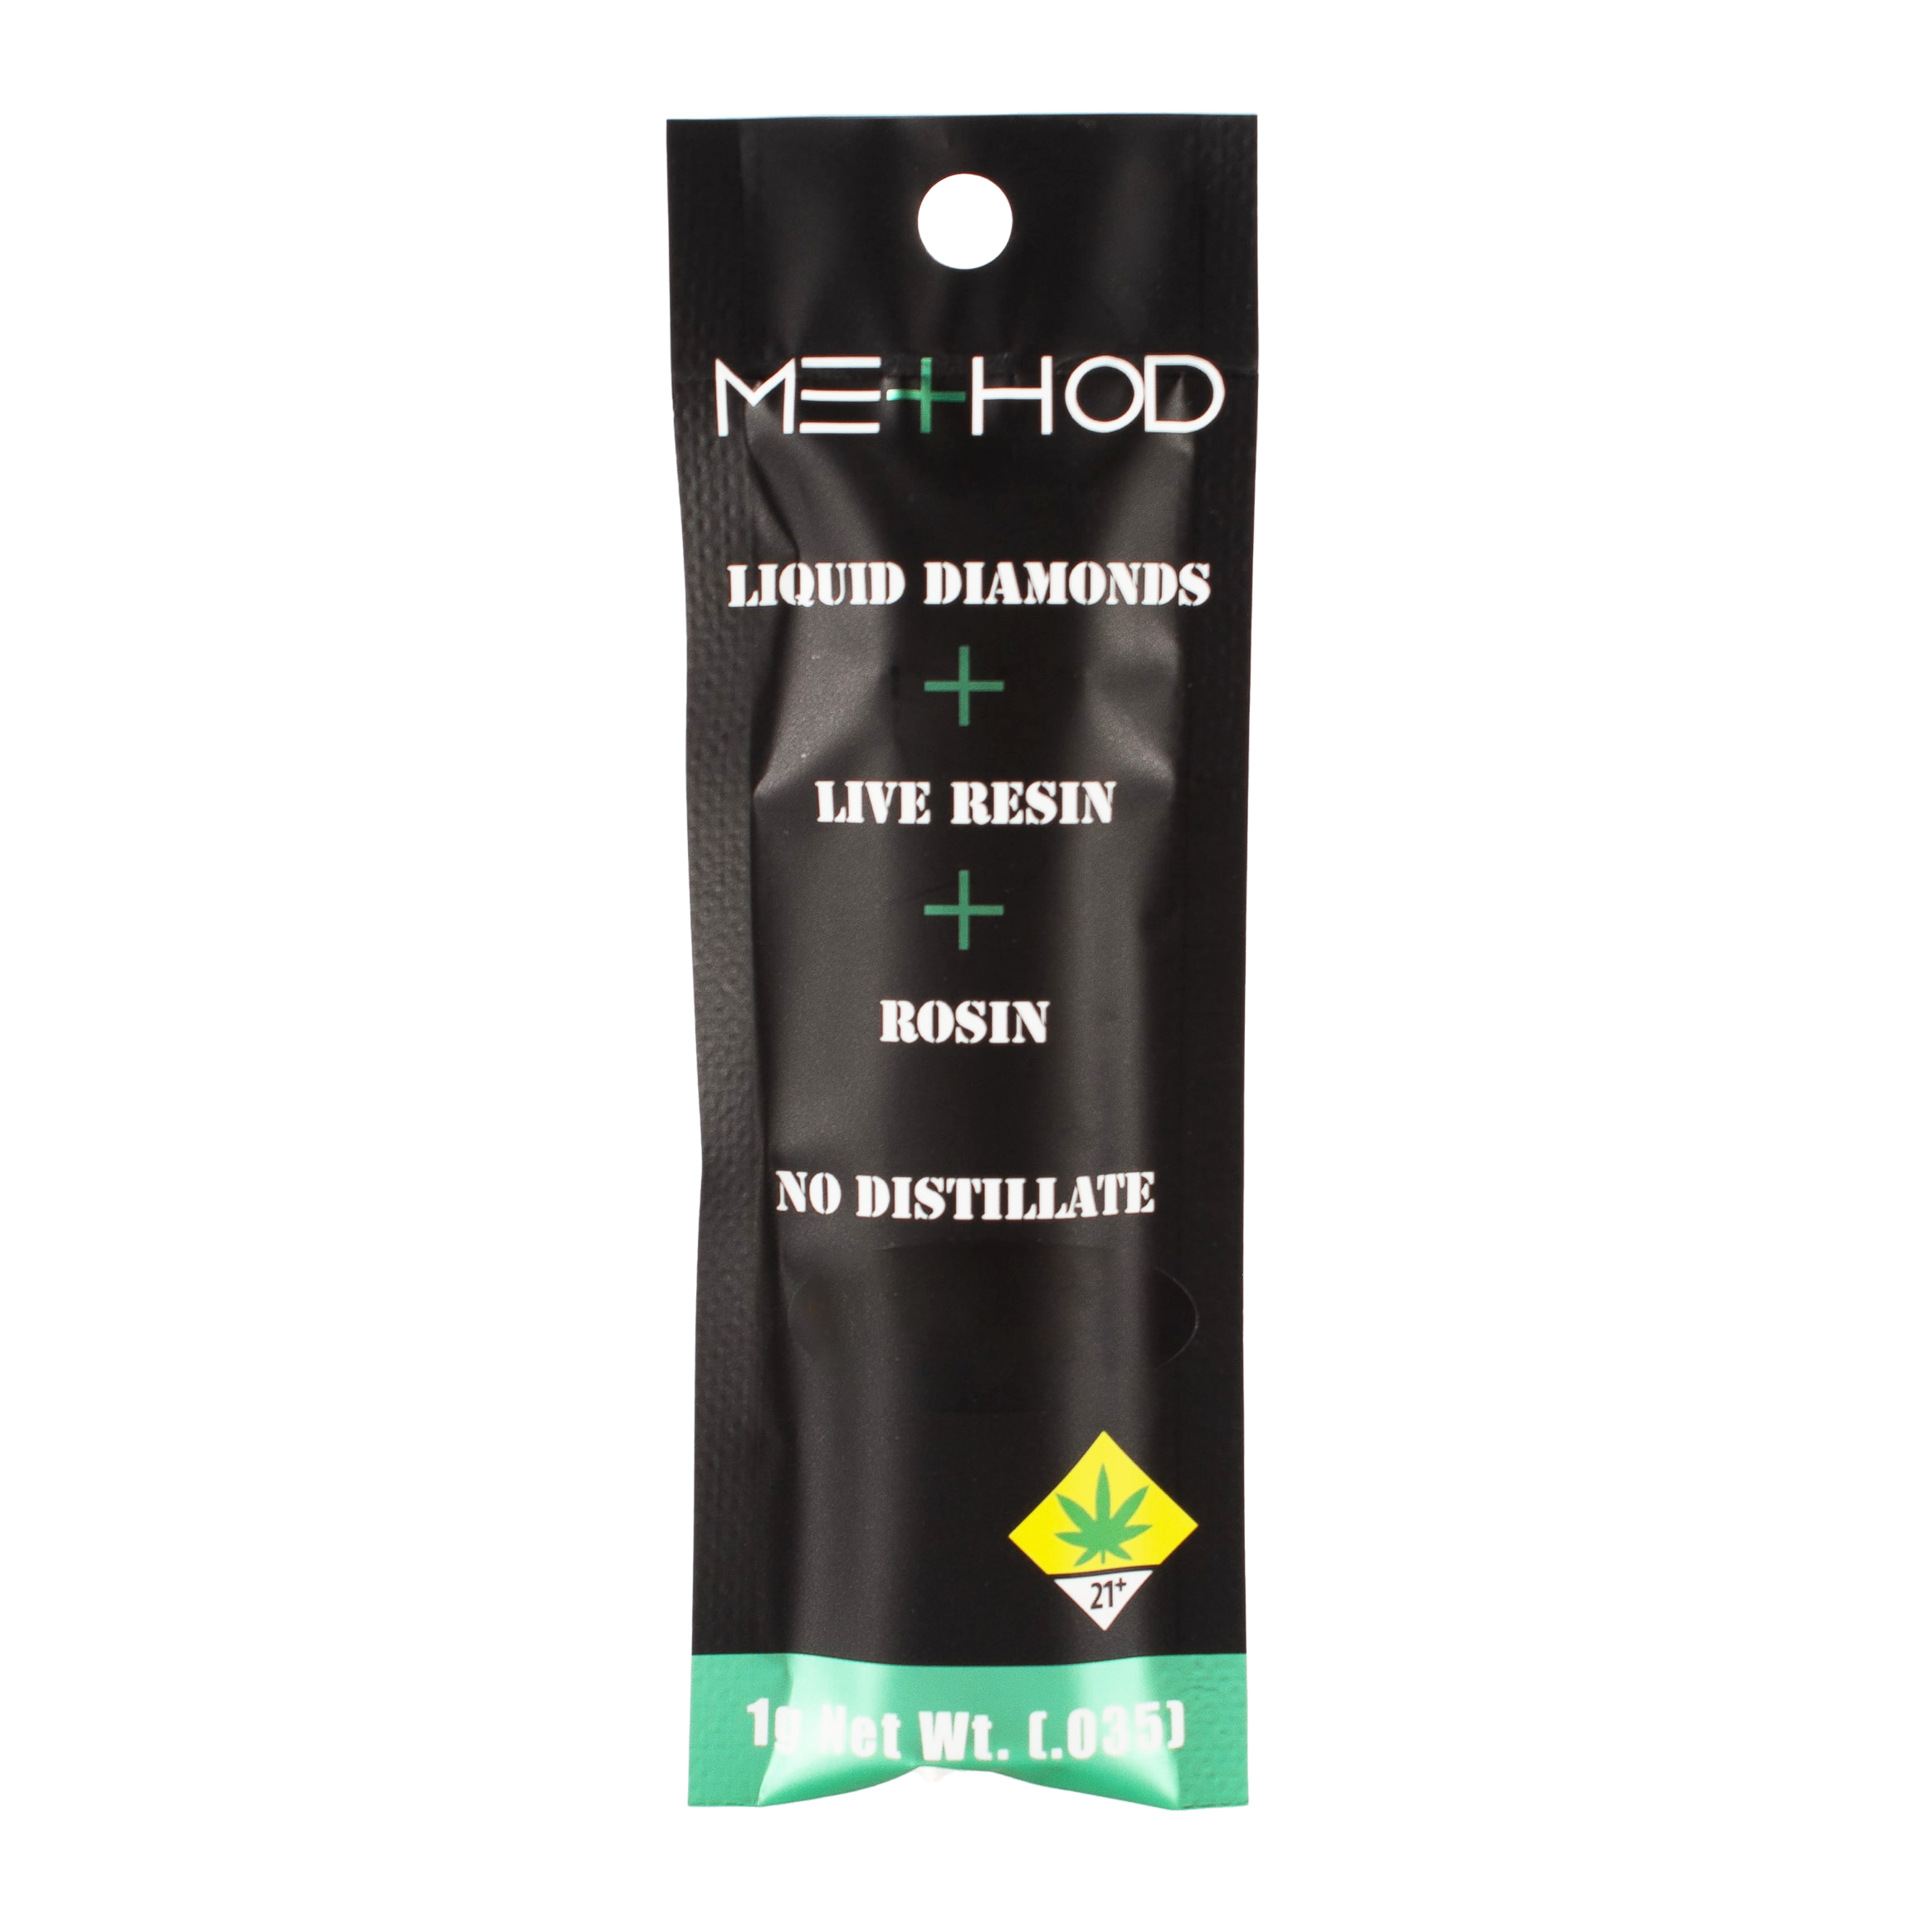 ME+HOD
LIQUID DIAMONDS
+
LIVE RESIN
+
ROSIN
NO DISTILLATE
21+
1g Net Wt. (.035)